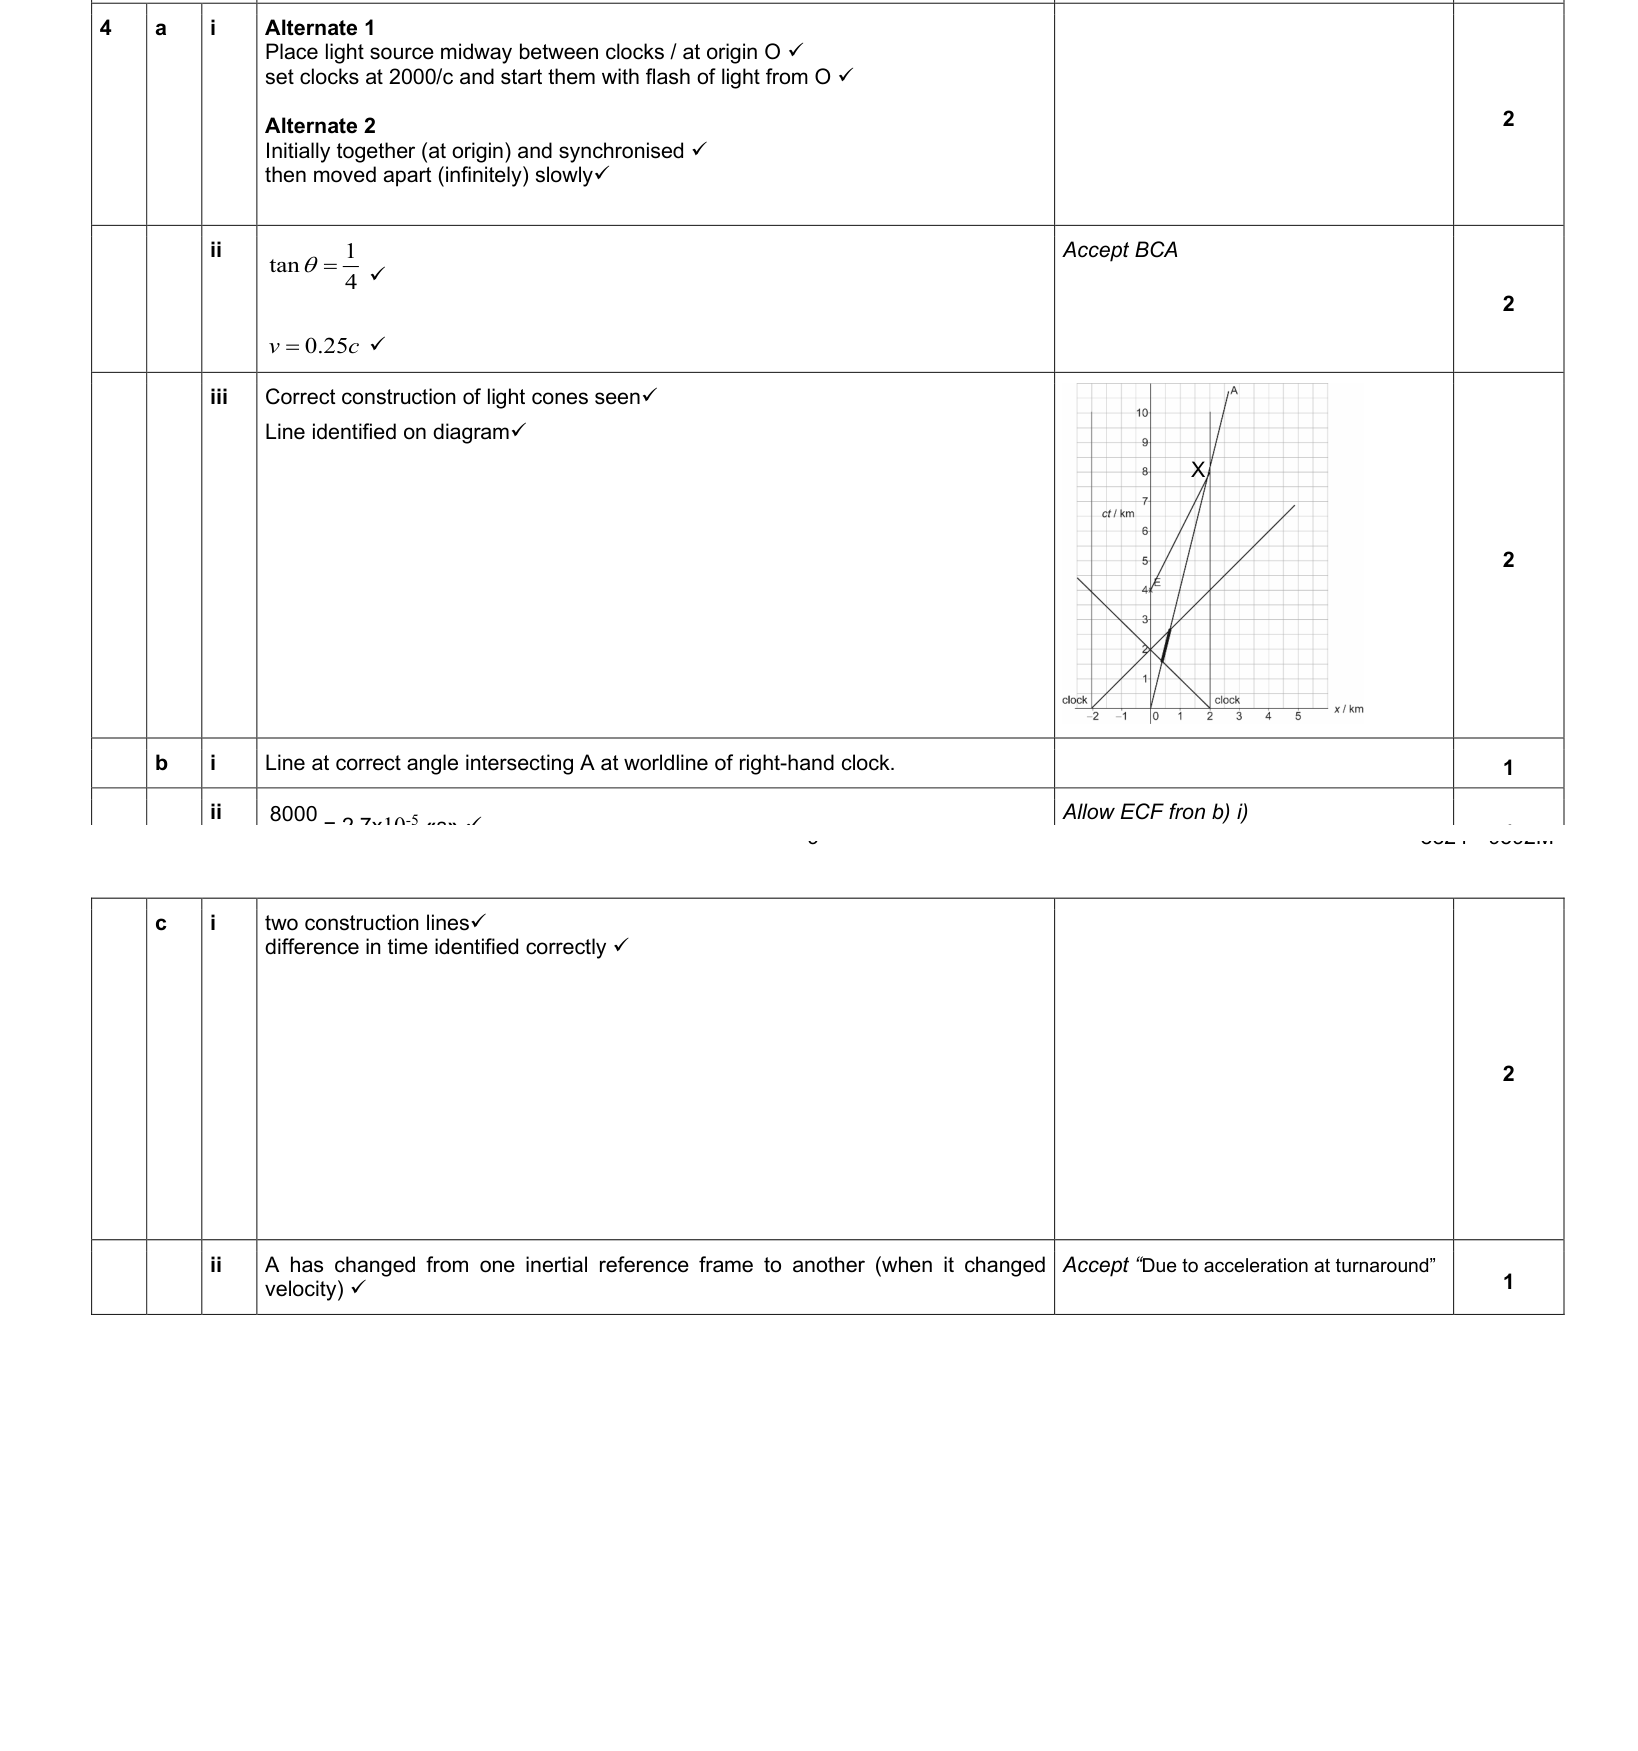 4 a i Alternate 1
Place light source midway between clocks / at origin O ✓
set clocks at 2000/c and start them with flash of light from O ✓
Alternate 2
2
Initially together (at origin) and synchronised ✓
then moved apart (infinitely) slowly✓
ii tan θ = 1/4 ✓ Accept BCA
2
v = 0.25c ✓
iii Correct construction of light cones seen✓
Line identified on diagram✓
A
10
9
X 8
7
ct / km
6
5
E
4
3
2
1
clock clock
−2 −1 0 1 2 3 4 5 x / km
2
b i Line at correct angle intersecting A at worldline of right-hand clock. 1
ii 8000 Allow ECF fron b) i)
c i two construction lines✓
difference in time identified correctly ✓
2
ii A has changed from one inertial reference frame to another (when it changed Accept “Due to acceleration at turnaround”
velocity) ✓
1